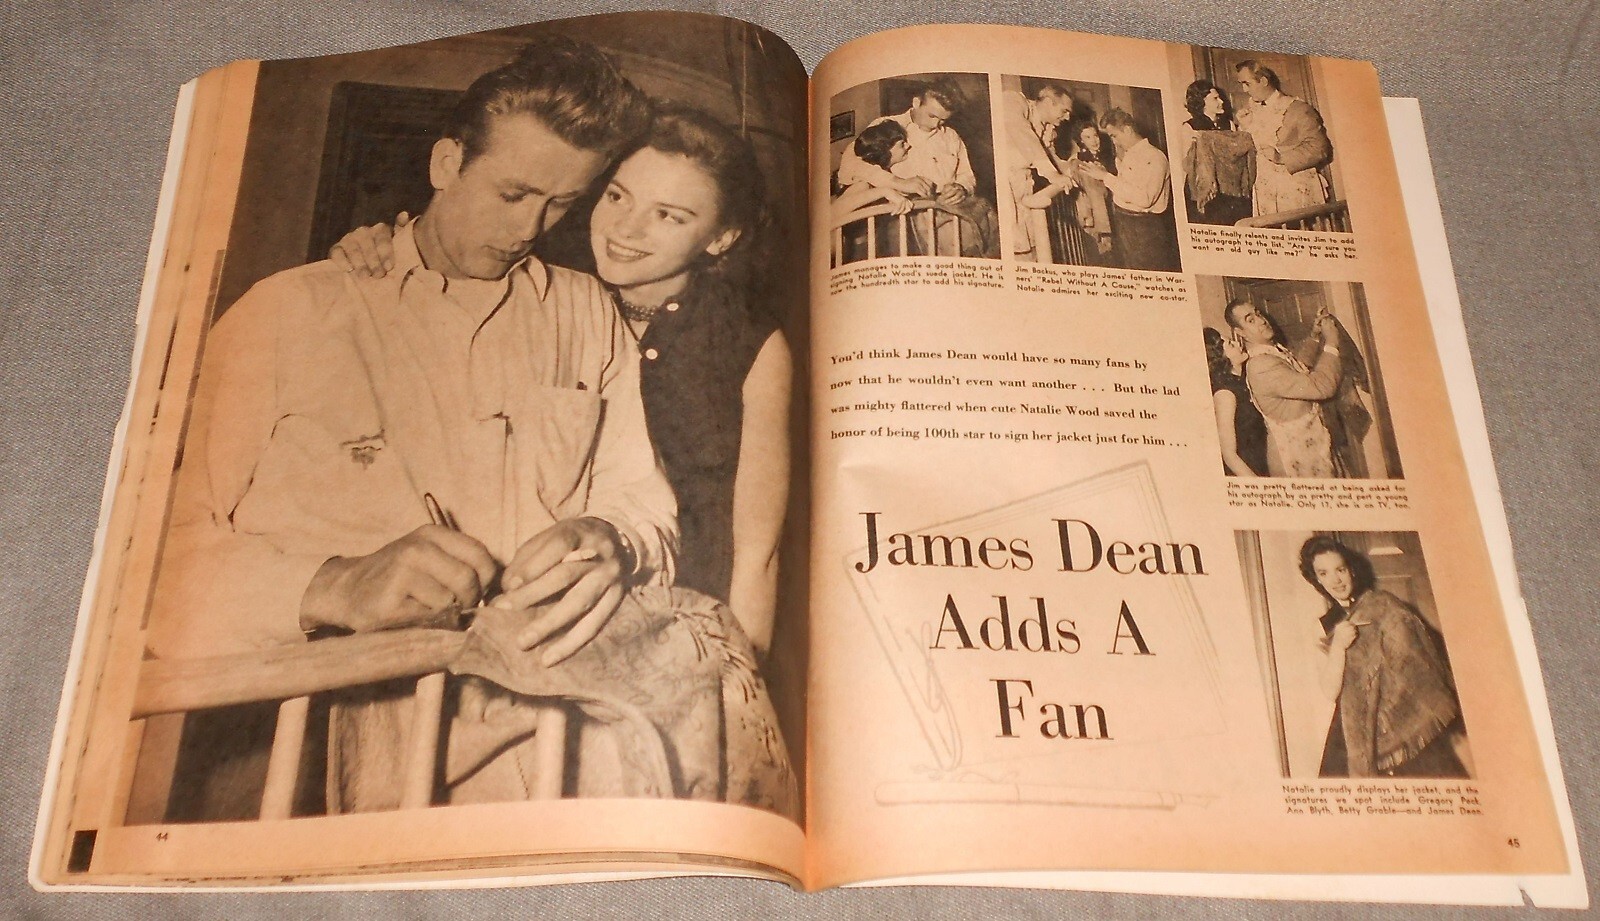 James manages to make a good thing out of
signing Natalie Wood's suede jacket. He is
now the hundredth star to add his signature.
Jim Backus, who plays James' father in War-
ners' "Rebel Without A Cause," watches as
Natalie admires her exciting new co-star.
Natalie finally relents and invites Jim to add
his autograph to the list. "Are you sure you
want an old guy like me?" he asks her.
You'd think James Dean would have so many fans by
now that he wouldn't even want another . . . But the lad
was mighty flattered when cute Natalie Wood saved the
honor of being 100th star to sign her jacket just for him . . .
Jim was pretty flattered at being asked for
his autograph by as pretty and pert a young
star as Natalie. Only 17, she is on TV, too.
James Dean
Adds A
Fan
Natalie proudly displays her jacket, and the
signatures we spot include Gregory Peck,
Ann Blyth, Betty Grable—and James Dean.
44
45